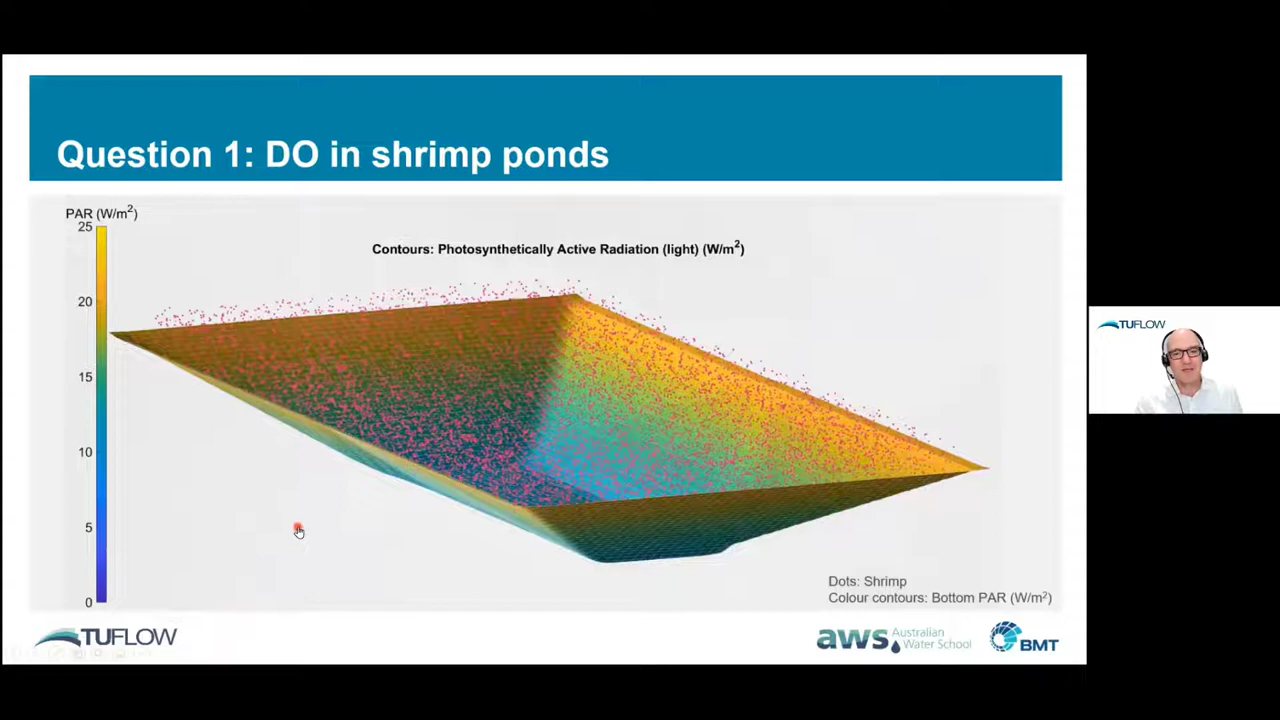 Question 1: DO in shrimp ponds
PAR (W/m2)
25
20
15
10
5
0
Contours: Photosynthetically Active Radiation (light) (W/m2)
Dots: Shrimp
Colour contours: Bottom PAR (W/m2)
TUFLOW
aws Australian
Water School
BMT
TUFLOW